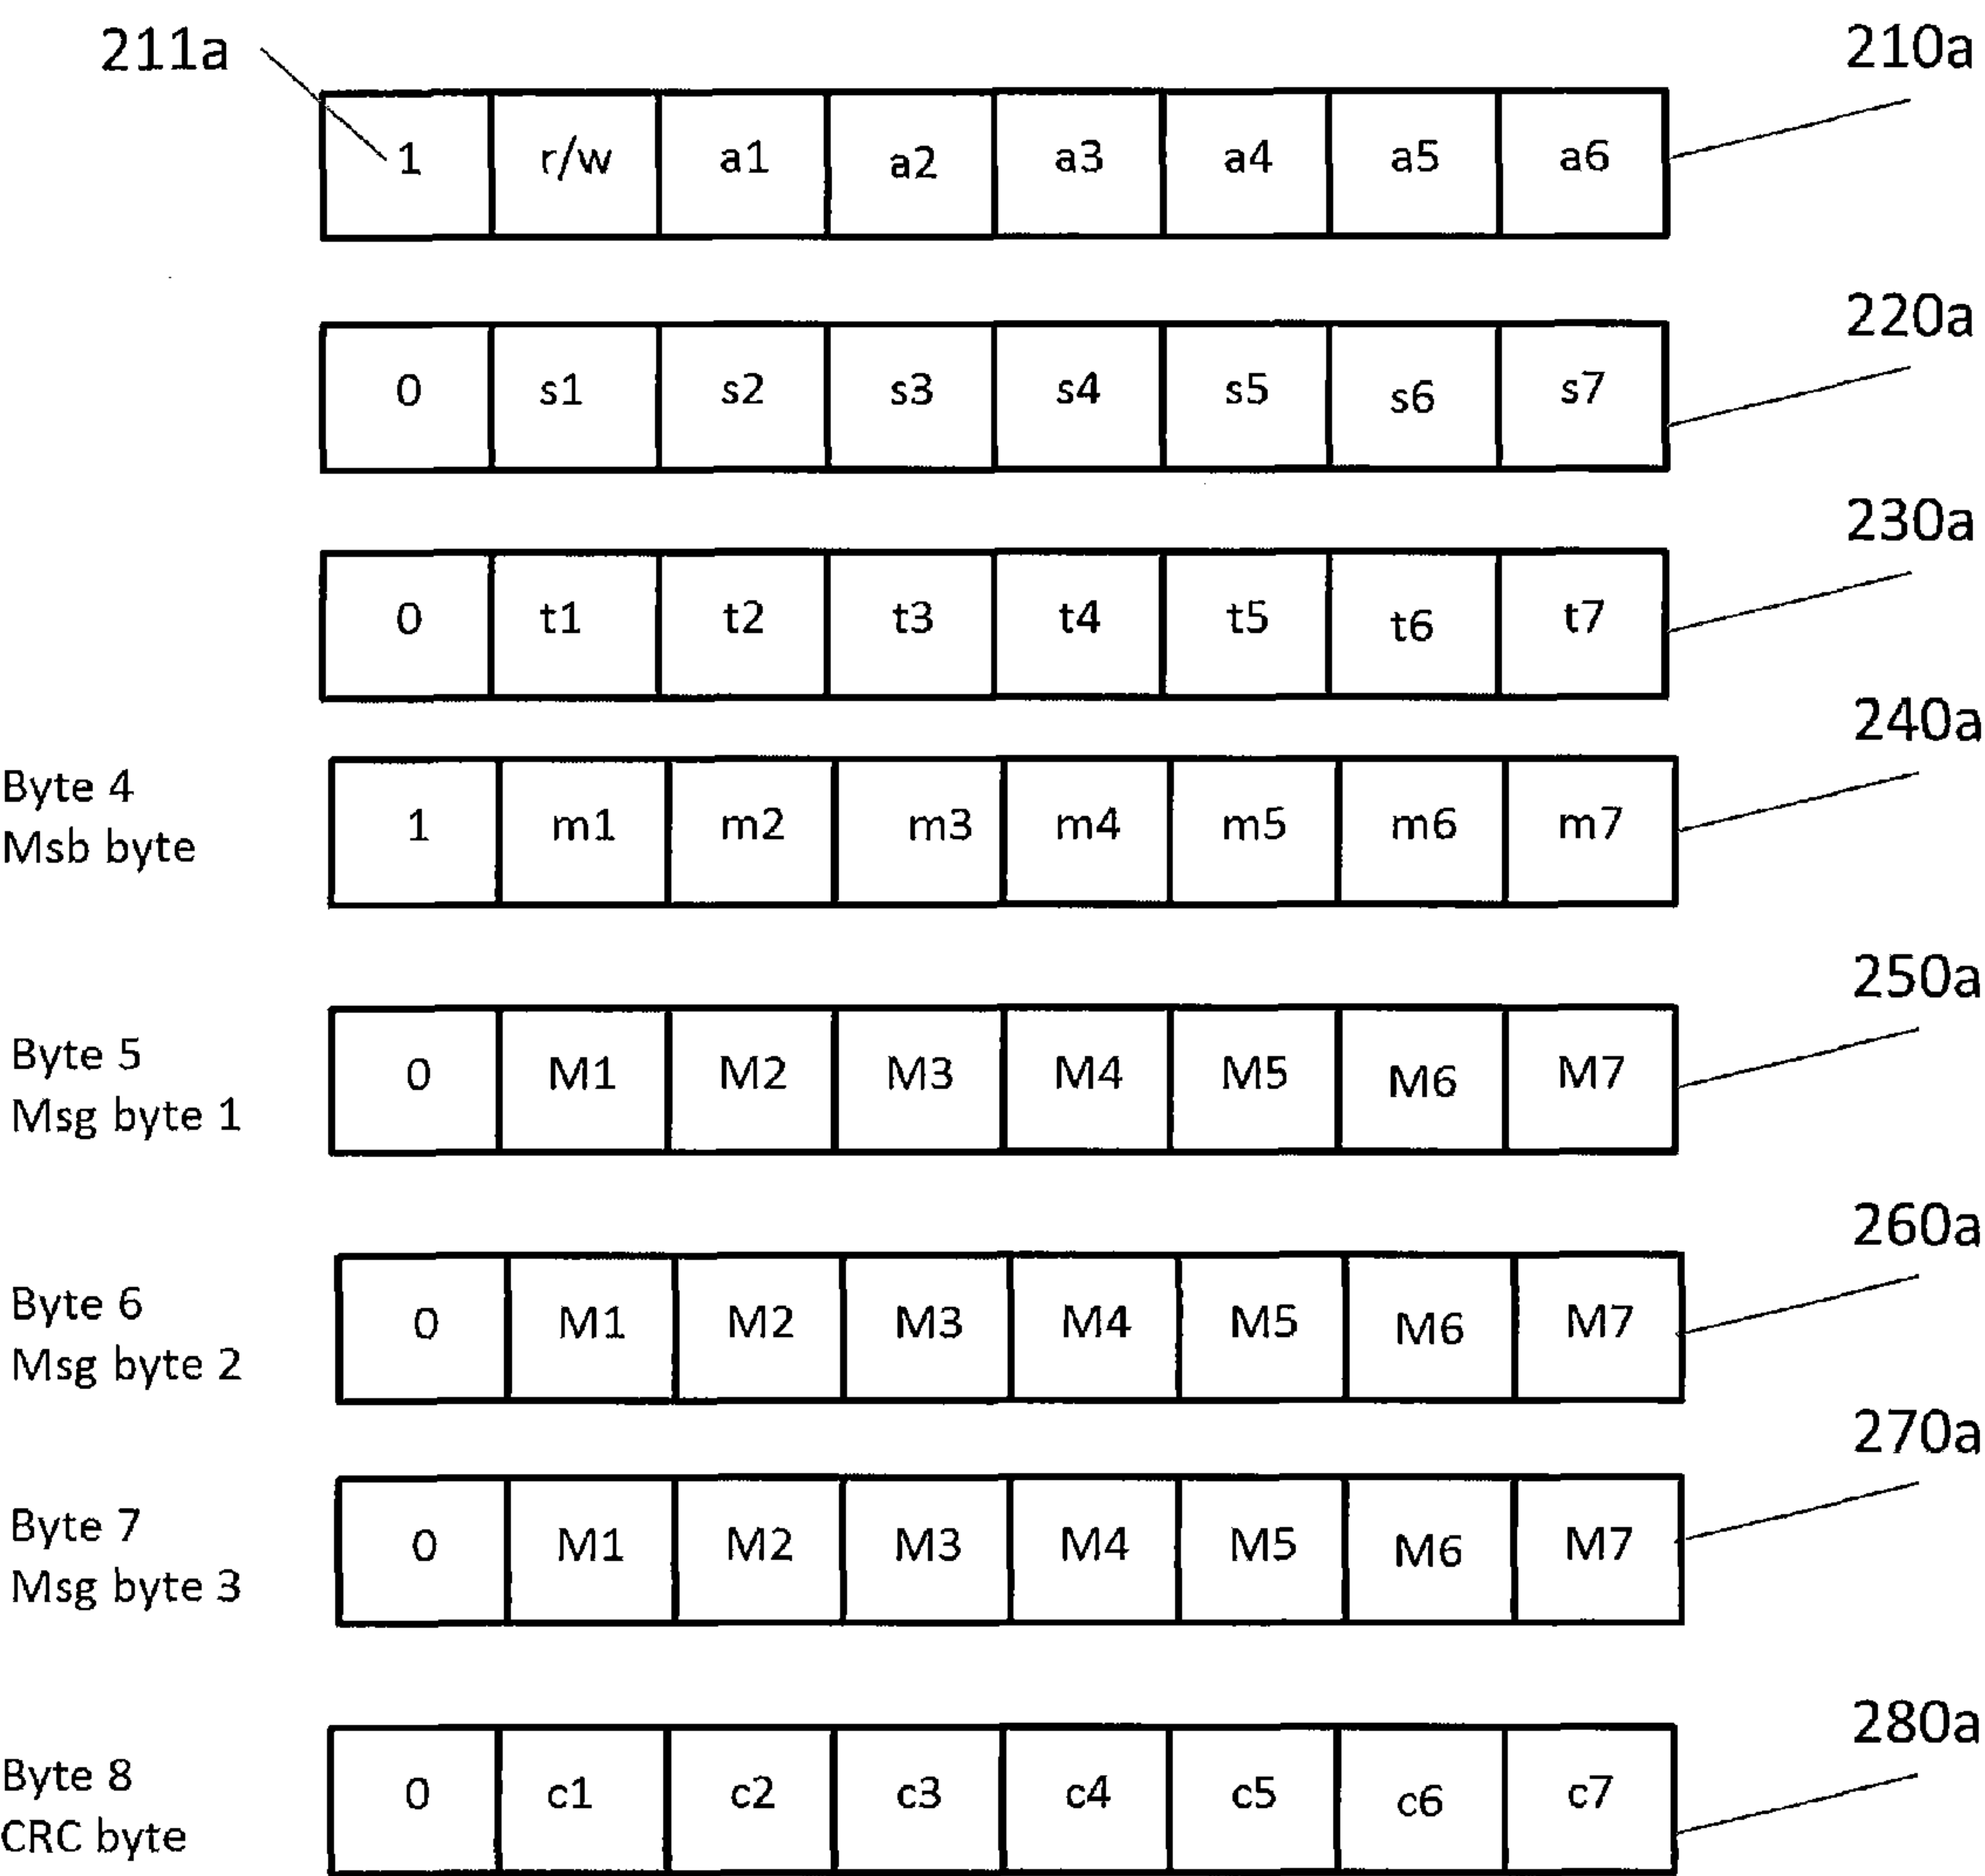 211a 210a
1 r/w a1 a2 a3 a4 a5 a6
220a
0 s1 s2 s3 s4 s5 s6 s7
230a
0 t1 t2 t3 t4 t5 t6 t7
240a
Byte 4
Msb byte
1 m1 m2 m3 m4 m5 m6 m7
250a
Byte 5
Msg byte 1
0 M1 M2 M3 M4 M5 M6 M7
260a
Byte 6
Msg byte 2
0 M1 M2 M3 M4 M5 M6 M7
270a
Byte 7
Msg byte 3
0 M1 M2 M3 M4 M5 M6 M7
280a
Byte 8
CRC byte
0 c1 c2 c3 c4 c5 c6 c7